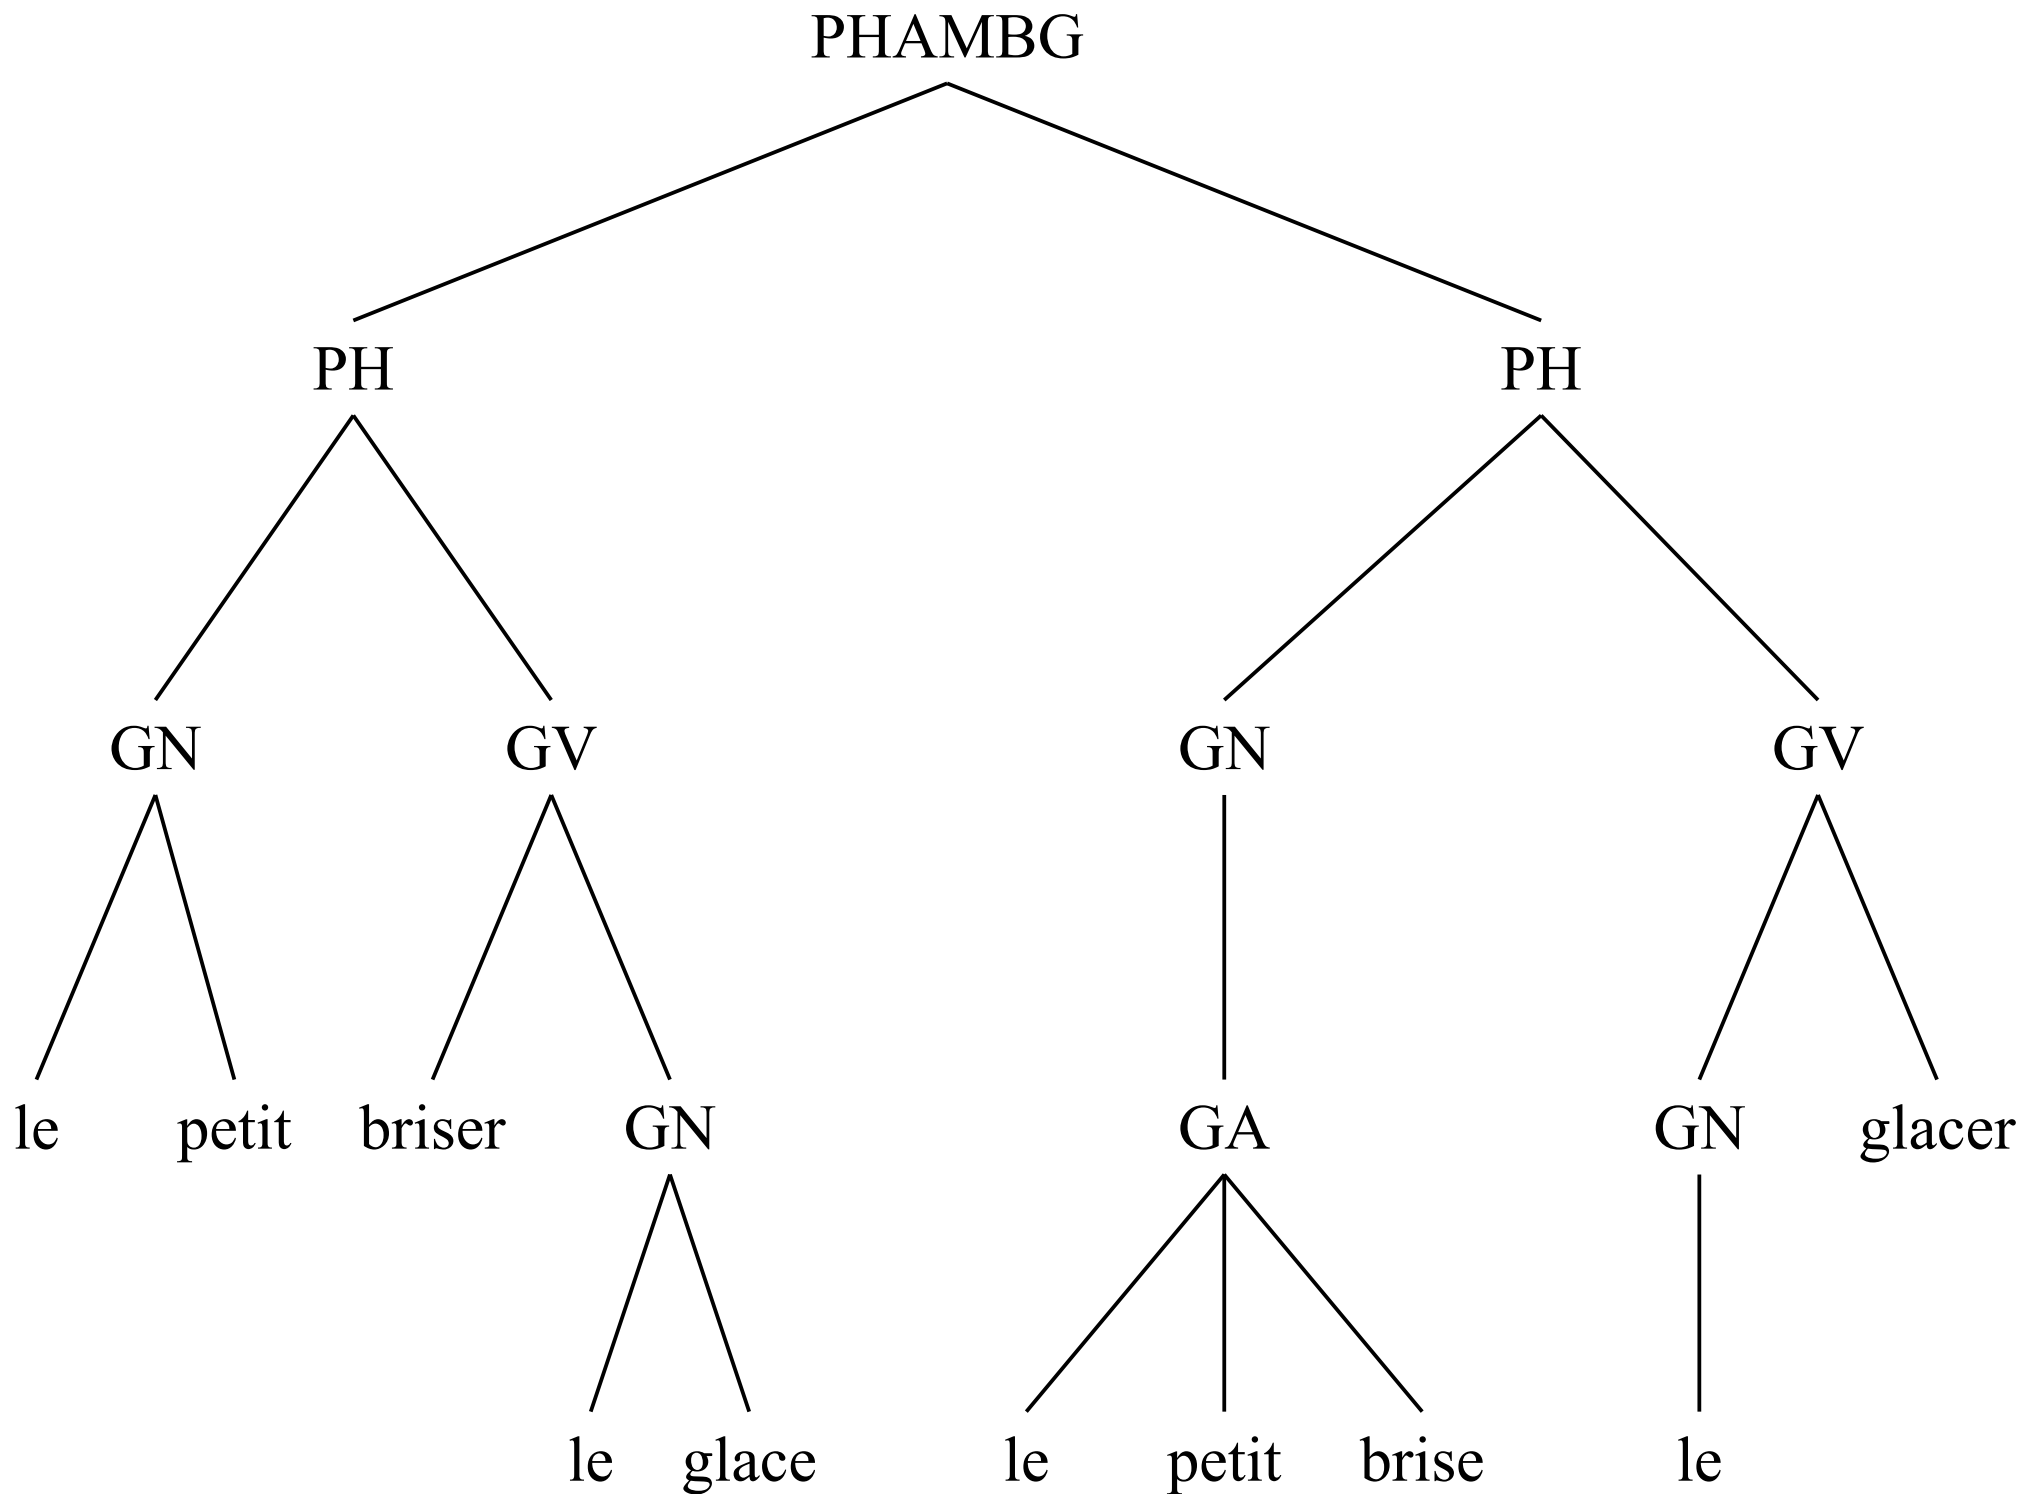 PHAMBG
PH PH
GN GV GN GV
le petit briser GN GA GN glacer
le glace le petit brise le